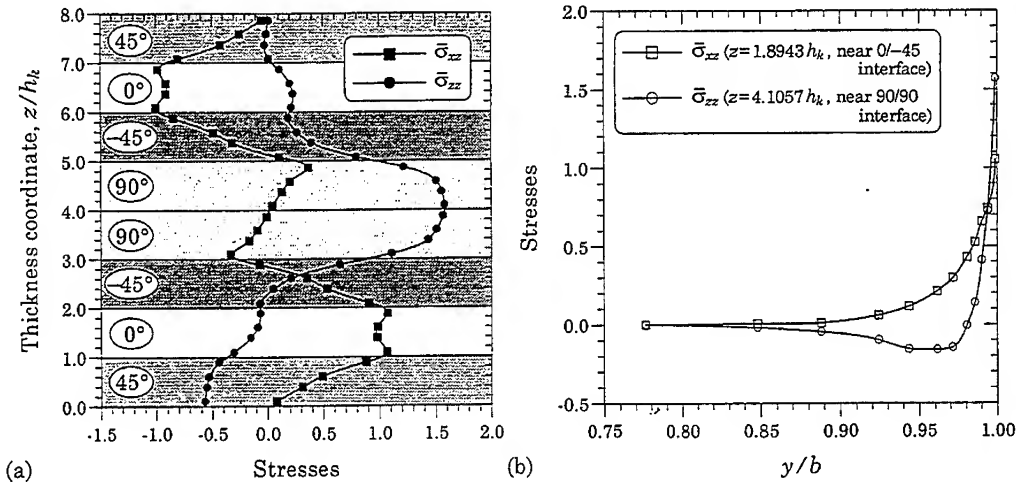 8.0
7.0
6.0
5.0
4.0
3.0
2.0
1.0
0.0
Thickness coordinate, z/hₖ
45°
0°
−45°
90°
90°
−45°
0°
45°
σ̅xz
σ̅zz
-1.5 -1.0 -0.5 0.0 0.5 1.0 1.5 2.0
Stresses
(a)
2.0
1.5
1.0
0.5
0.0
-0.5
Stresses
σ̅xz (z=1.8943hₖ, near 0/−45
interface)
σ̅zz (z=4.1057hₖ, near 90/90
interface)
0.75 0.80 0.85 0.90 0.95 1.00
y/b
(b)